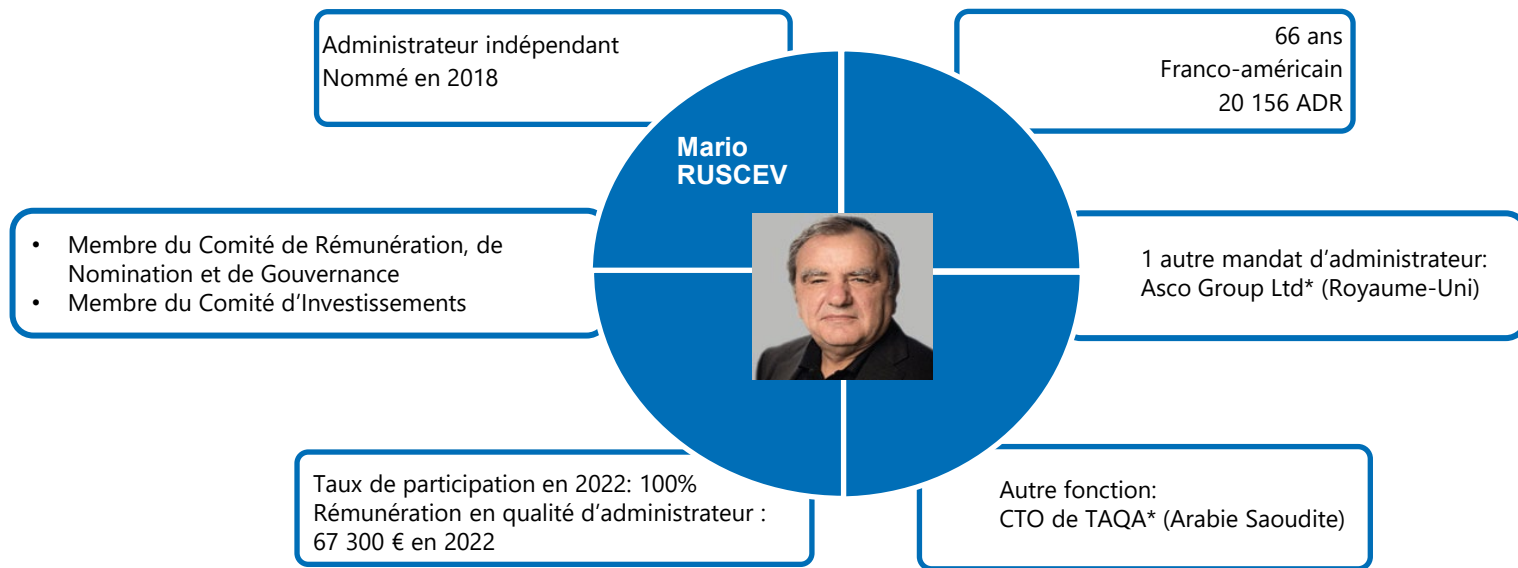 Administrateur indépendant
Nommé en 2018
66 ans
Franco-américain
20 156 ADR
Mario
RUSCEV
• Membre du Comité de Rémunération, de
Nomination et de Gouvernance
• Membre du Comité d'Investissements
1 autre mandat d'administrateur:
Asco Group Ltd* (Royaume-Uni)
Taux de participation en 2022: 100%
Rémunération en qualité d'administrateur :
67 300 € en 2022
Autre fonction:
CTO de TAQA* (Arabie Saoudite)